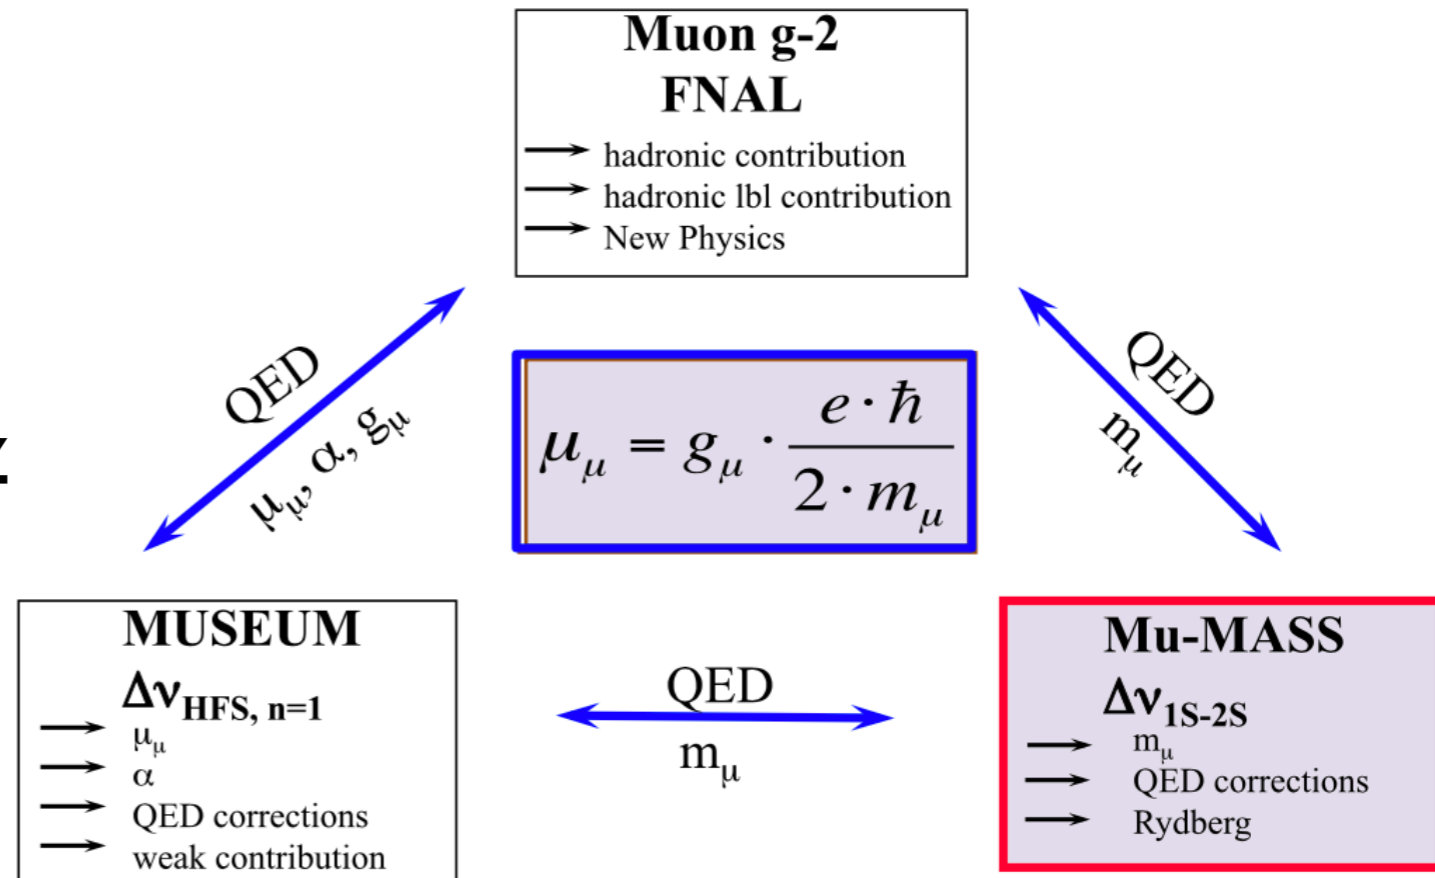 Muon g-2
FNAL
→ hadronic contribution
→ hadronic lbl contribution
→ New Physics
QED
μμ, α, gμ
μμ = gμ · e · ħ / 2 · mμ
QED
mμ
z
MUSEUM
ΔνHFS, n=1
→ μμ
→ α
→ QED corrections
→ weak contribution
QED
mμ
Mu-MASS
Δν1S-2S
→ mμ
→ QED corrections
→ Rydberg